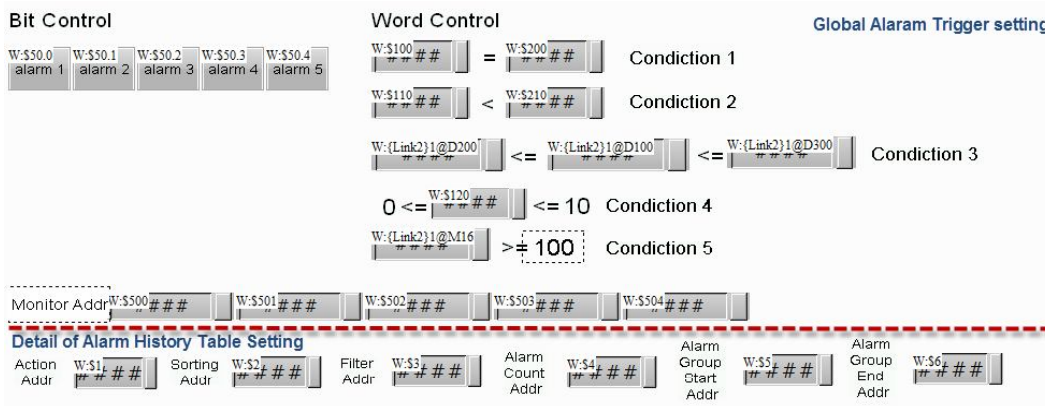 Bit Control
Word Control
Global Alaram Trigger setting
W:$50.0 W:$50.1 W:$50.2 W:$50.3 W:$50.4
alarm 1 alarm 2 alarm 3 alarm 4 alarm 5
W:$100 #### = W:$200 #### Condiction 1
W:$110 #### < W:$210 #### Condiction 2
W:{Link2}1@D200 #### <= W:{Link2}1@D100 #### <= W:{Link2}1@D300 #### Condiction 3
0 <= W:$120 #### <= 10 Condiction 4
W:{Link2}1@M16 #### >= 100 Condiction 5
Monitor Addr W:$500 #### W:$501 #### W:$502 #### W:$503 #### W:$504 ####
Detail of Alarm History Table Setting
Action Addr W:$1 #### Sorting Addr W:$2 #### Filter Addr W:$3 #### Alarm Count Addr W:$4 #### Alarm Group Start Addr W:$5 #### Alarm Group End Addr W:$6 ####